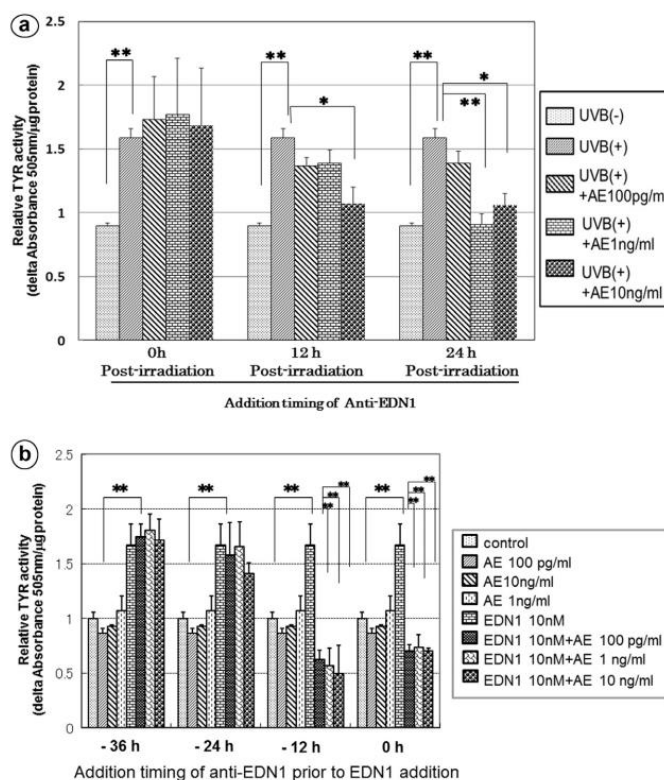 a
Relative TYR activity
(delta Absorbance 505nm/μgprotein)
2.5
2
1.5
1
0.5
0
**
**
*
**
*
**
0h
Post-irradiation
12 h
Post-irradiation
24 h
Post-irradiation
Addition timing of Anti-EDN1
UVB(-)
UVB(+)
UVB(+)
+AE100pg/m
UVB(+)
+AE1ng/ml
UVB(+)
+AE10ng/ml
b
Relative TYR activity
(delta Absorbance 505nm/μgprotein)
2.5
2
1.5
1
0.5
0
**
**
**
**
**
**
**
**
**
**
- 36 h
- 24 h
- 12 h
0 h
Addition timing of anti-EDN1 prior to EDN1 addition
control
AE 100 pg/ml
AE10ng/ml
AE 1ng/ml
EDN1 10nM
EDN1 10nM+AE 100 pg/ml
EDN1 10nM+AE 1 ng/ml
EDN1 10nM+AE 10 ng/ml